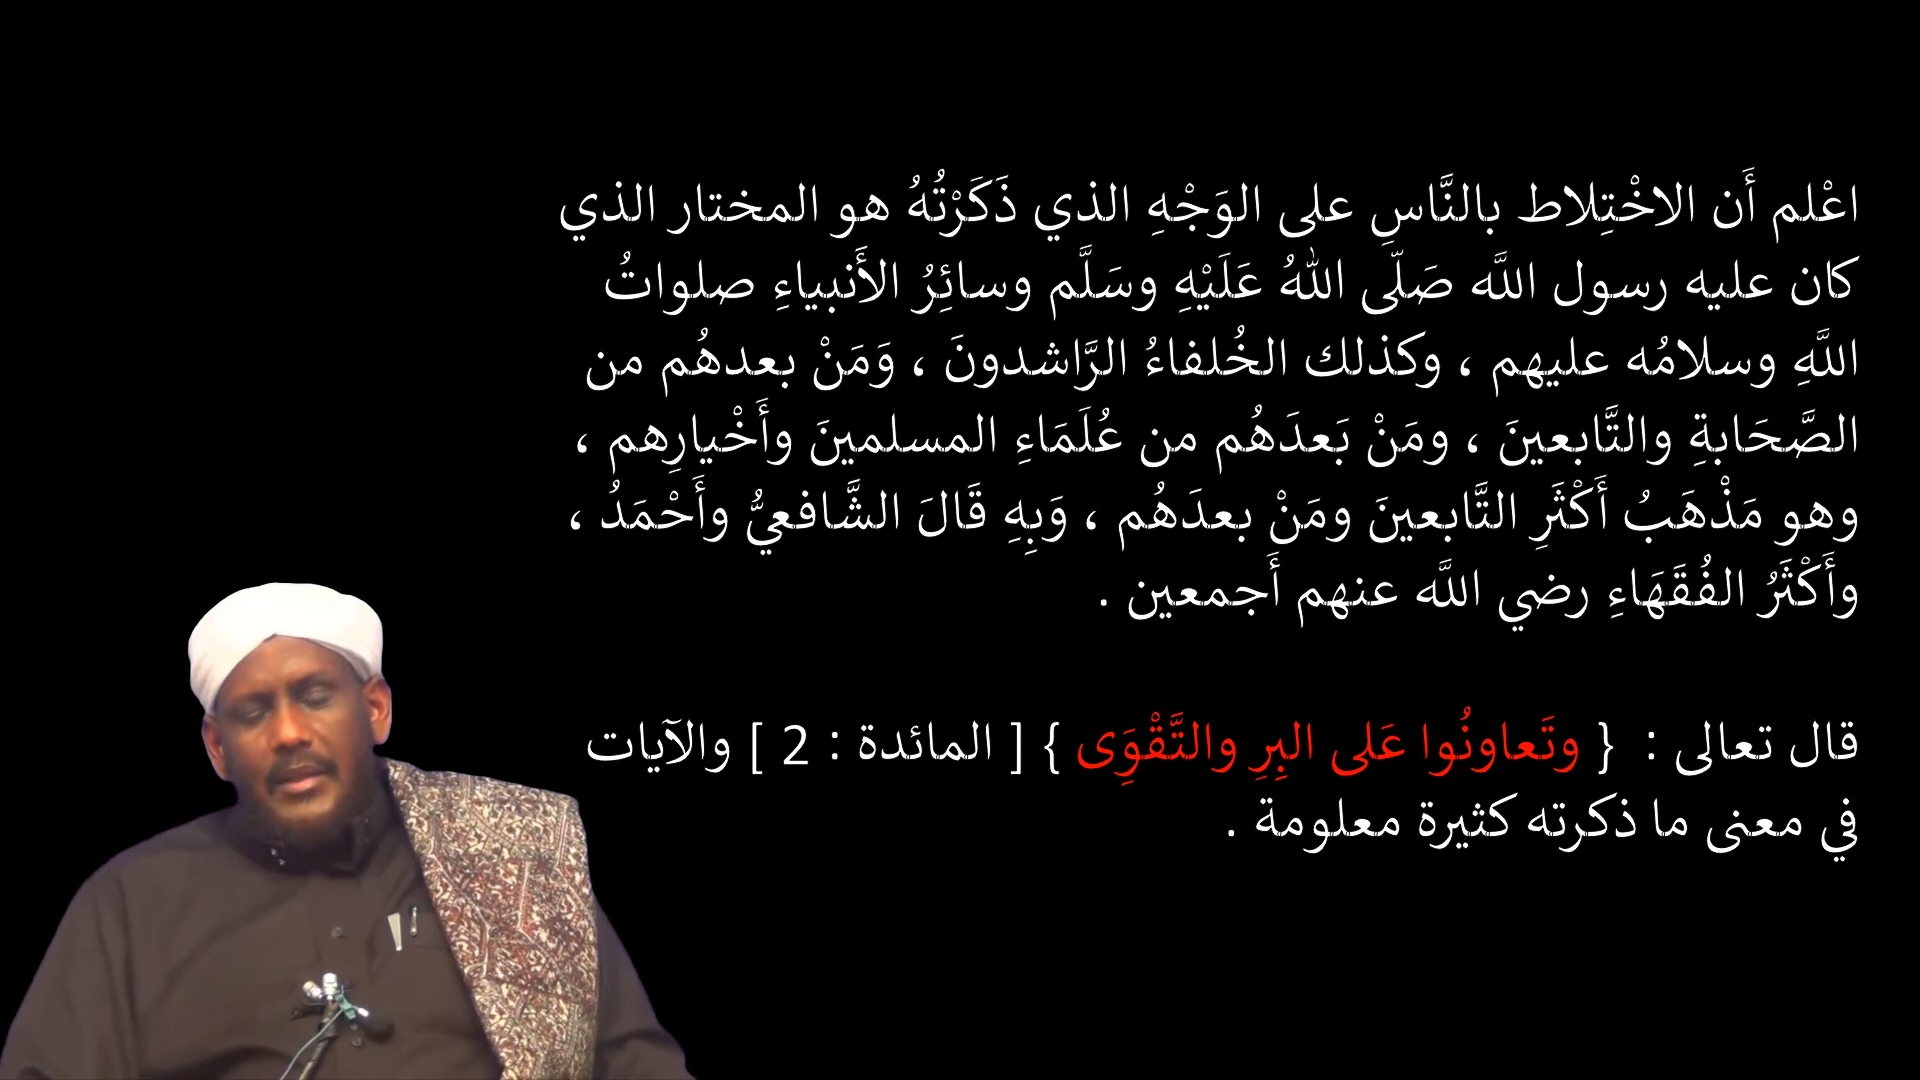 اعْلم أَن الاخْتِلاط بالنَّاسِ على الوَجْهِ الذي ذَكَرْتُهُ هو المختار الذي
كان عليه رسول اللَّه صَلّى اللهُ عَلَيْهِ وسَلَّم وسائِرُ الأَنبياءِ صلواتُ
اللَّهِ وسلامُه عليهم ، وكذلك الخُلفاءُ الرَّاشدونَ ، وَمَنْ بعدهُم من
الصَّحَابةِ والتَّابعينَ ، ومَنْ بَعدَهُم من عُلَمَاءِ المسلمينَ وأَخْيارِهم ،
وهو مَذْهَبُ أَكْثَرِ التَّابعينَ ومَنْ بعدَهُم ، وَبِهِ قَالَ الشَّافعيُّ وأَحْمَدُ ،
وأَكْثَرُ الفُقَهَاءِ رضي اللَّه عنهم أَجمعين .
قال تعالى : { وتَعاونُوا عَلى البِرِ والتَّقْوَِى } [ المائدة : 2 ] والآيات
في معنى ما ذكرته كثيرة معلومة .